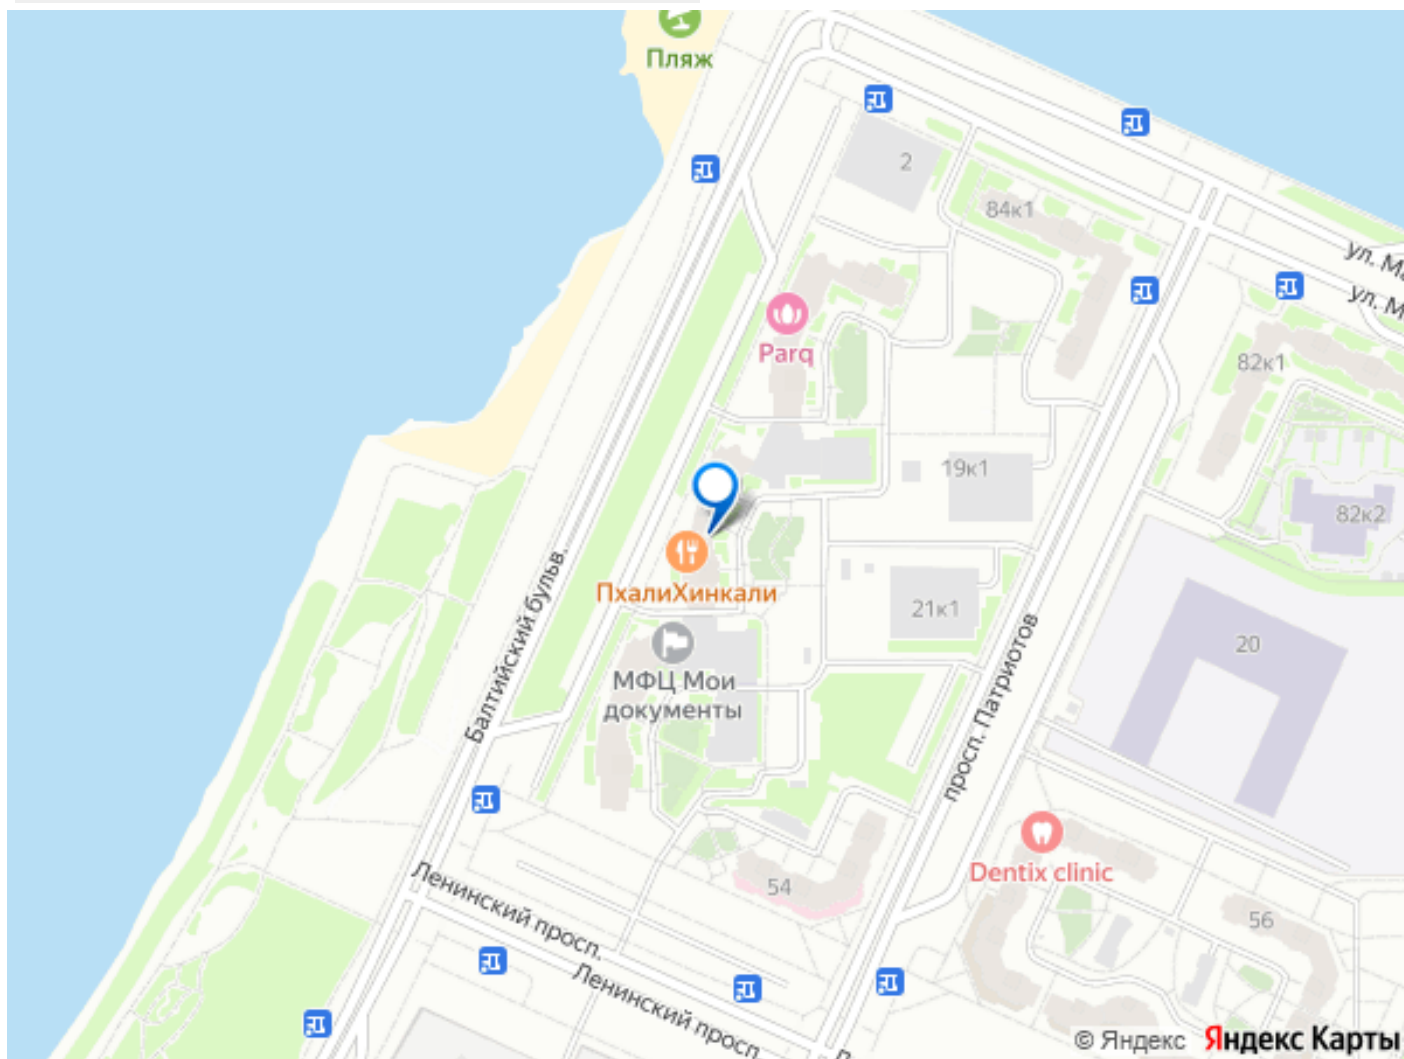 Пляж
2
84к1
ул. Ма
ул. М
Parq
82к1
19к1
82к2
ПхалиХинкали
21к1
Балтийский бульв.
МФЦ Мои
документы
20
просп. Патриотов
Dentix clinic
Ленинский просп.
54
56
Ленинский просп.
© Яндекс Яндекс Карты